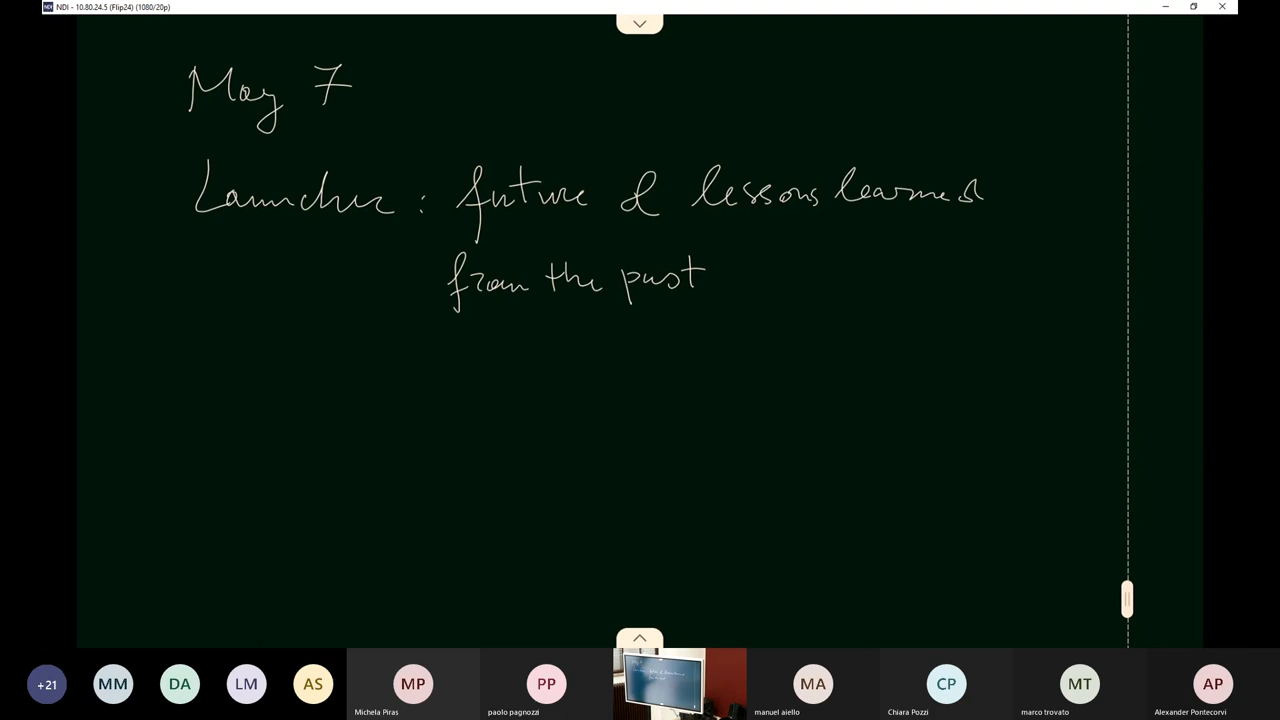 NDI - 10.80.24.5 (Flip24) (1080/20p)
May 7
Launcher: future & lessons learned
from the past
+21
MM
DA
LM
AS
MP
PP
MA
CP
MT
AP
Michela Piras
paolo pagnozzi
manuel aiello
Chiara Pozzi
marco trovato
Alexander Pontecorvi